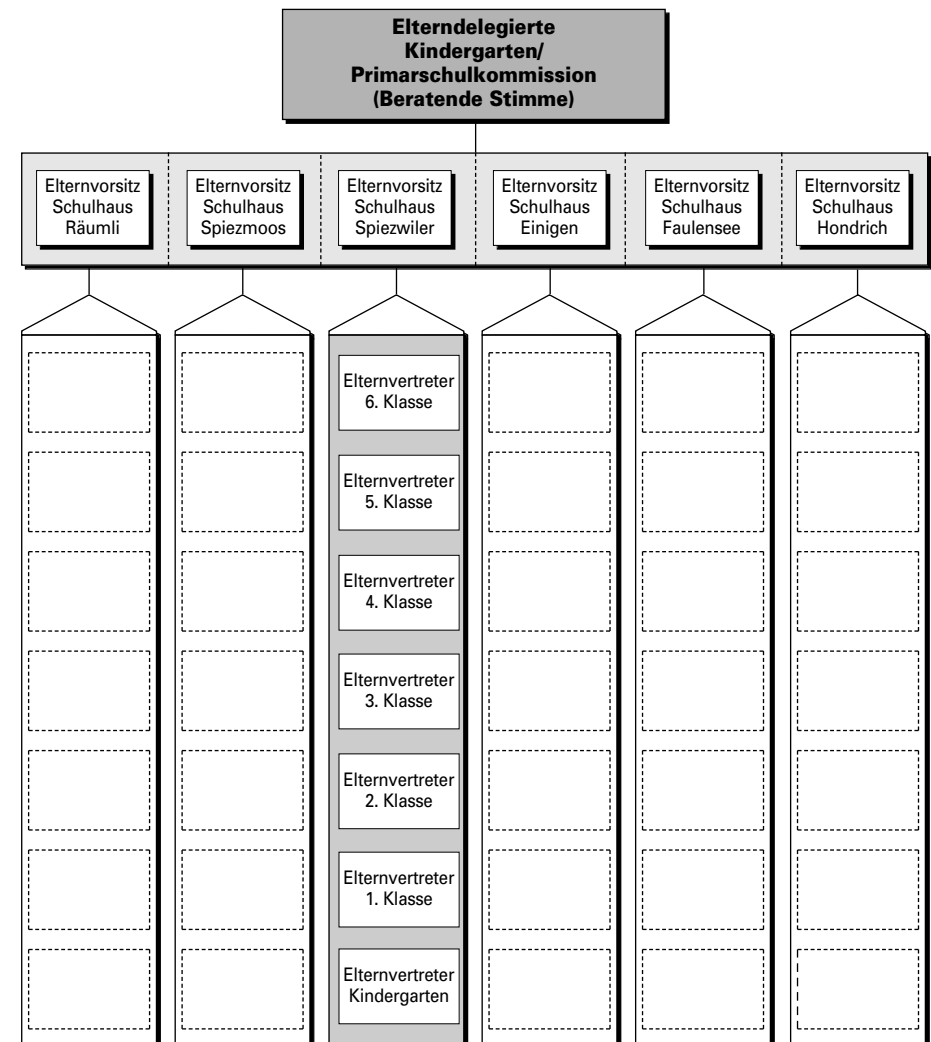 Elterndelegierte
Kindergarten/
Primarschulkommission
(Beratende Stimme)
Elternvorsitz
Schulhaus
Räumli
Elternvorsitz
Schulhaus
Spiezmoos
Elternvorsitz
Schulhaus
Spiezwiler
Elternvorsitz
Schulhaus
Einigen
Elternvorsitz
Schulhaus
Faulensee
Elternvorsitz
Schulhaus
Hondrich
Elternvertreter
6. Klasse
Elternvertreter
5. Klasse
Elternvertreter
4. Klasse
Elternvertreter
3. Klasse
Elternvertreter
2. Klasse
Elternvertreter
1. Klasse
Elternvertreter
Kindergarten